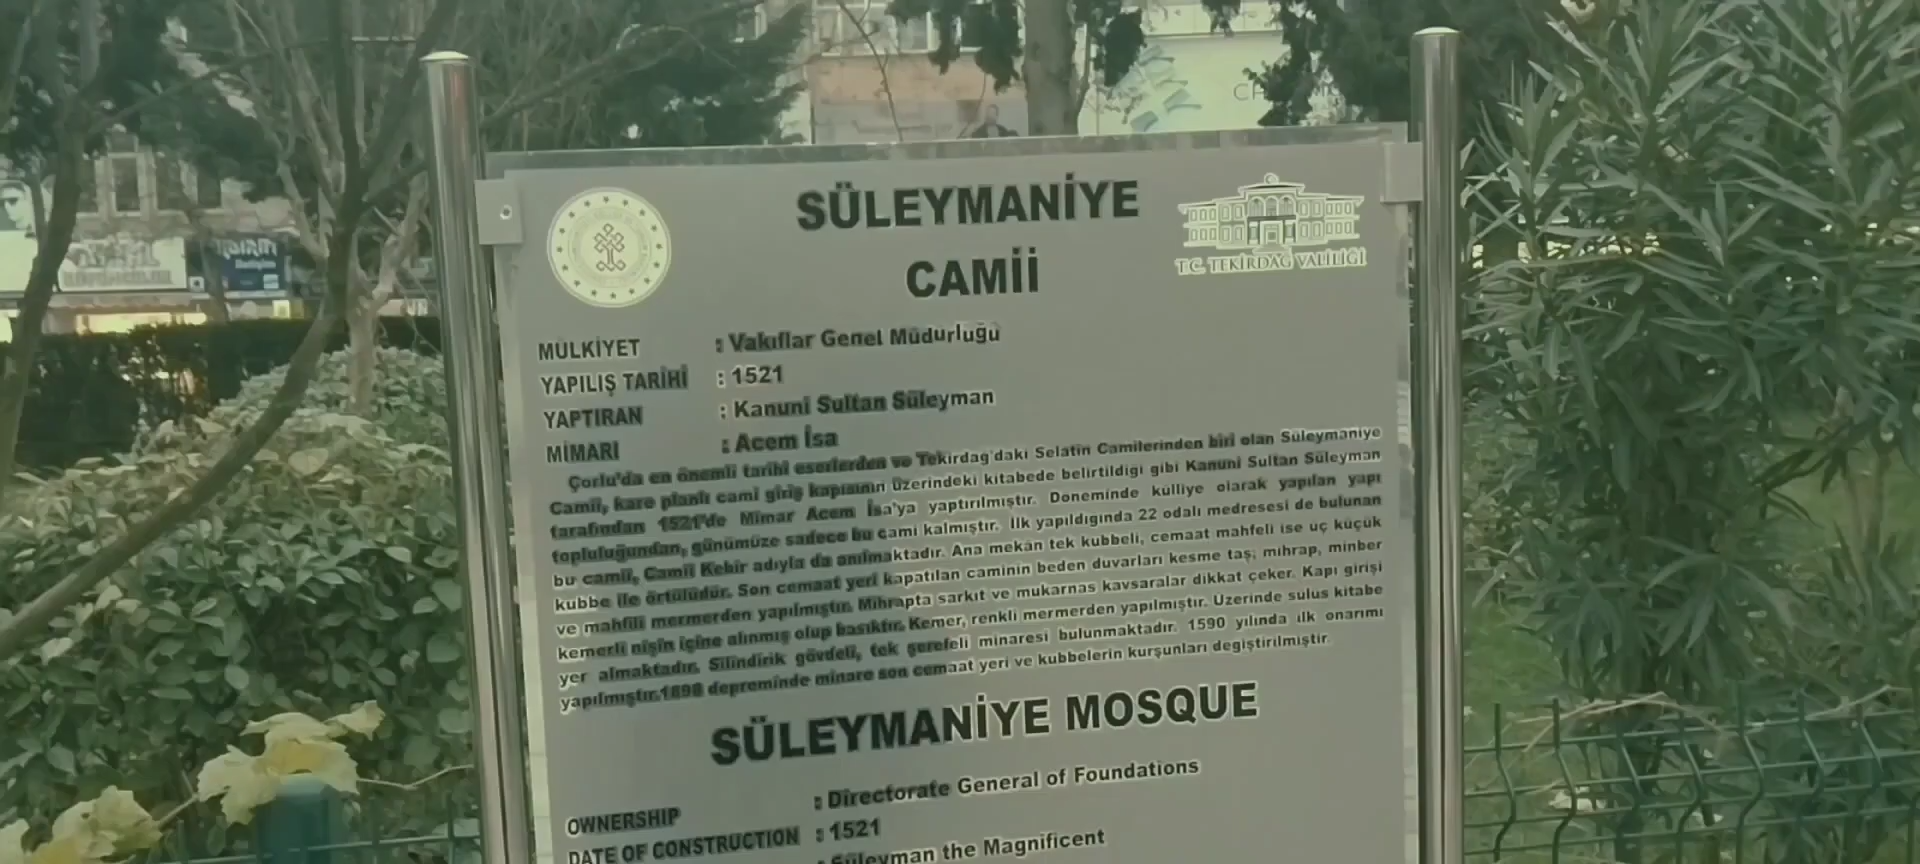 SÜLEYMANİYE
CAMİİ
T.C. TEKİRDAĞ VALİLİĞİ
MÜLKİYET : Vakıflar Genel Müdürlüğü
YAPILIŞ TARİHİ : 1521
YAPTIRAN : Kanuni Sultan Süleyman
MİMARI : Acem İsa
Çorlu'da en önemli tarihi eserlerden ve Tekirdag'daki Selatin Camilerinden biri olan Süleymaniye
Camii, kare planlı cami giriş kapısının üzerindeki kitabede belirtildigi gibi Kanuni Sultan Süleyman
tarafından 1521'de Mimar Acem İsa'ya yaptırılmıştır. Doneminde kulliye olarak yapılan yapı
topluluğundan, günümüze sadece bu cami kalmıştır. İlk yapıldıgında 22 odalı medresesi de bulunan
bu camii, Camii Kebir adıyla da anılmaktadır. Ana mekân tek kubbeli, cemaat mahfeli ise uç kuçük
kubbe ile örtülüdür. Son cemaat yeri kapatılan caminin beden duvarları kesme taş; mihrap, minber
ve mahfili mermerden yapılmıştır. Mihrapta sarkıt ve mukarnas kavsaralar dikkat çeker. Kapı girişi
kemerli nişin içine alınmış olup basıktır. Kemer, renkli mermerden yapılmıştır. Uzerinde sulus kitabe
yer almaktadır. Silindirik gövdeli, tek şerefeli minaresi bulunmaktadır. 1590 yılında ilk onarımı
yapılmıştır.1898 depreminde minare son cemaat yeri ve kubbelerin kurşunları degiştirilmiştir.
SÜLEYMANİYE MOSQUE
OWNERSHIP : Directorate General of Foundations
DATE OF CONSTRUCTION : 1521
: Süleyman the Magnificent